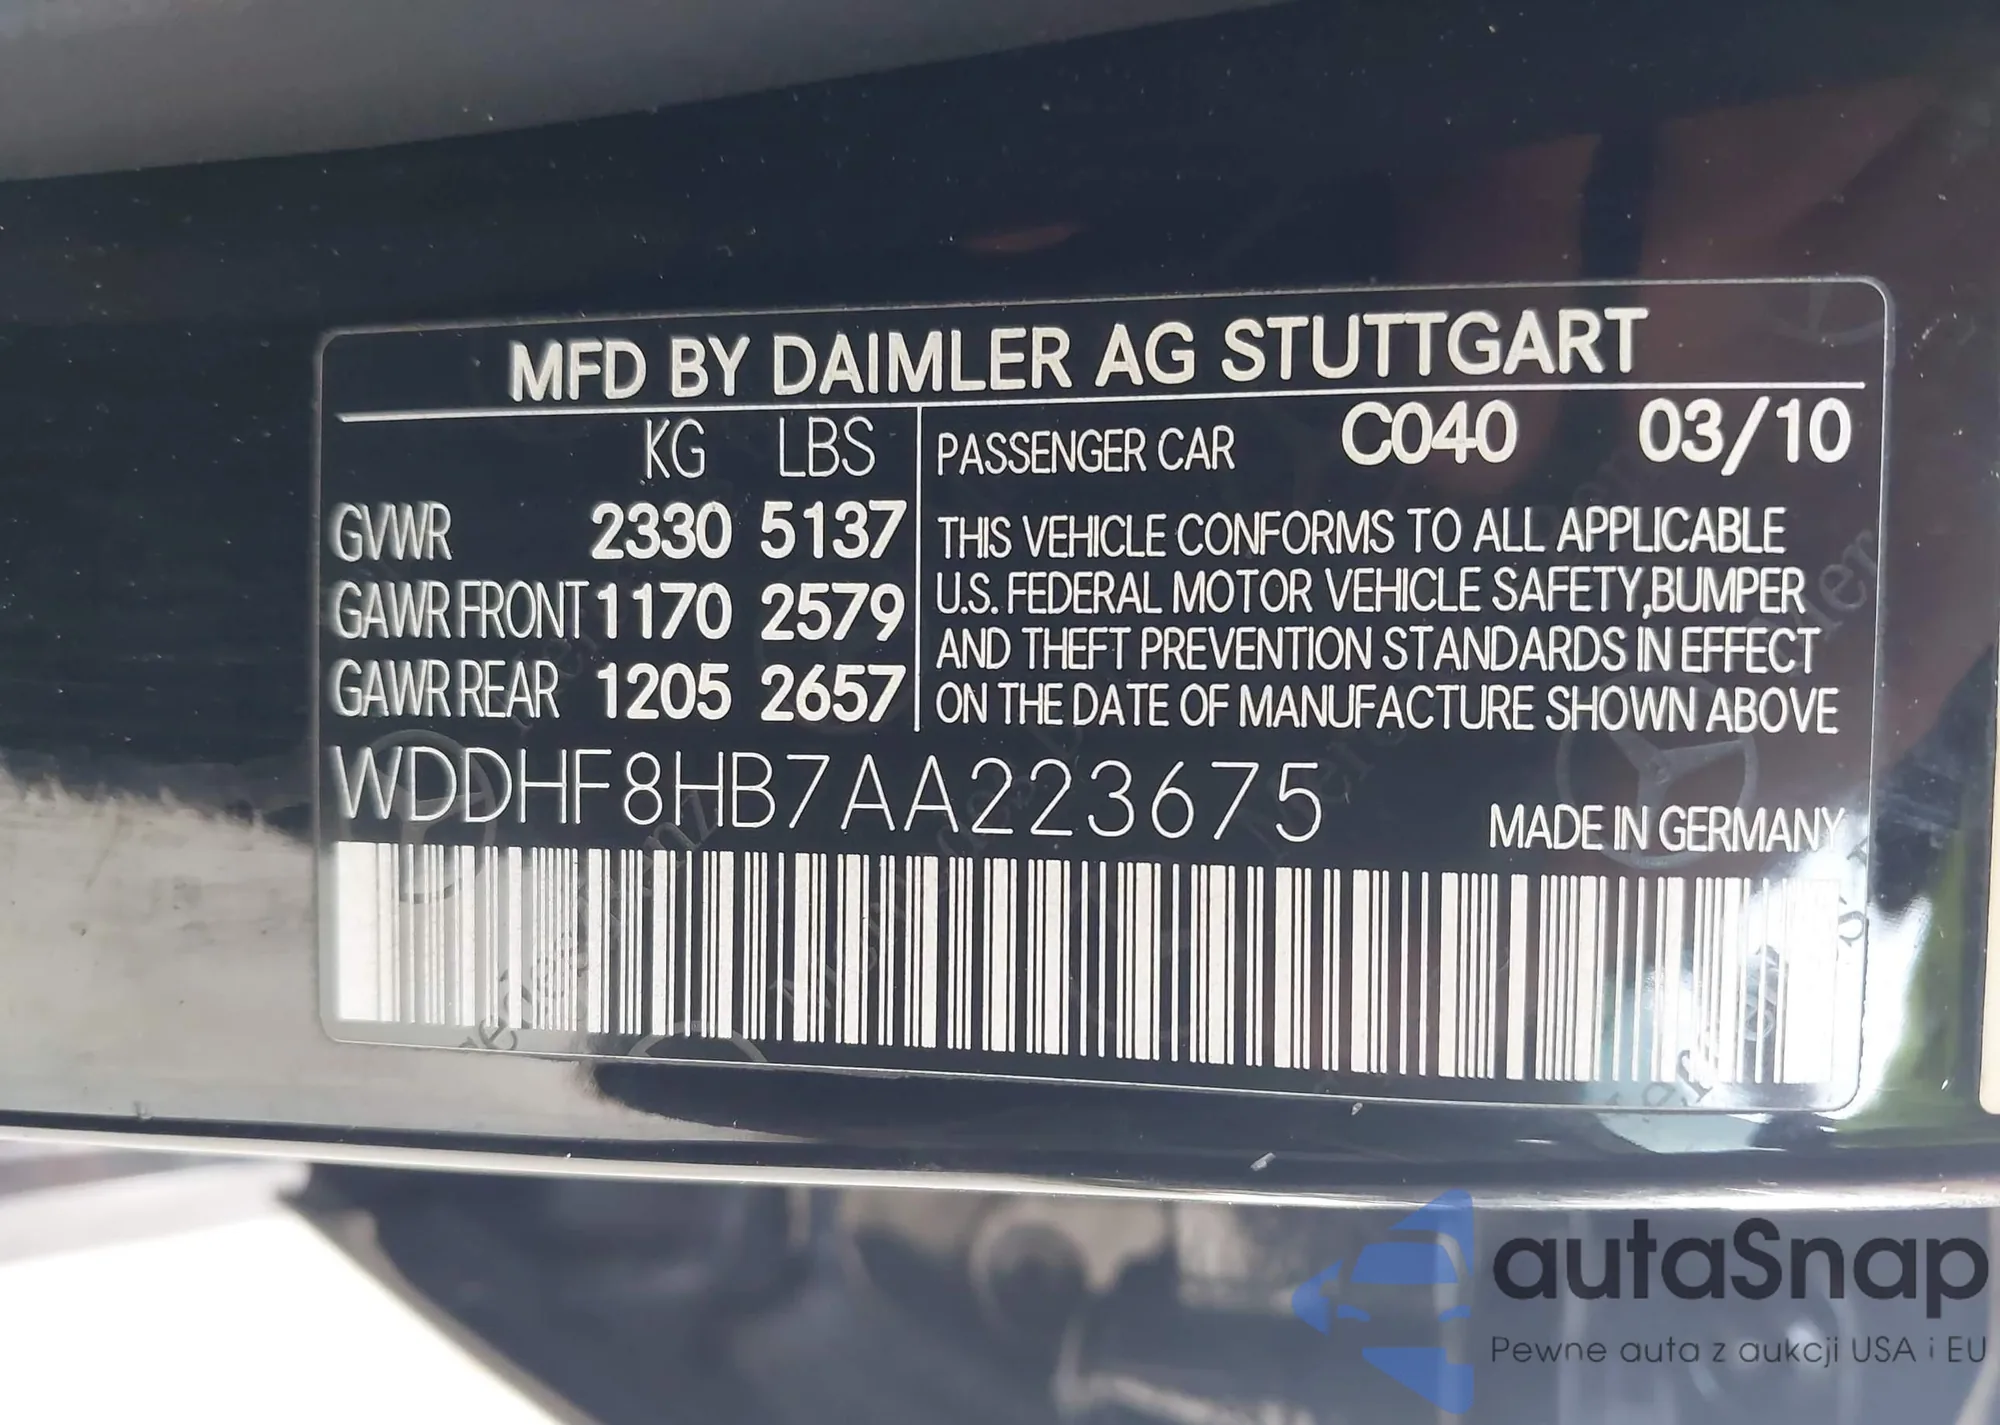 MFD BY DAIMLER AG STUTTGART
KG LBS
GVWR 2330 5137
GAWR FRONT 1170 2579
GAWR REAR 1205 2657
PASSENGER CAR C040 03/10
THIS VEHICLE CONFORMS TO ALL APPLICABLE
U.S. FEDERAL MOTOR VEHICLE SAFETY,BUMPER
AND THEFT PREVENTION STANDARDS IN EFFECT
ON THE DATE OF MANUFACTURE SHOWN ABOVE
WDDHF8HB7AA223675
MADE IN GERMANY
autaSnap
Pewne auta z aukcji USA i EU